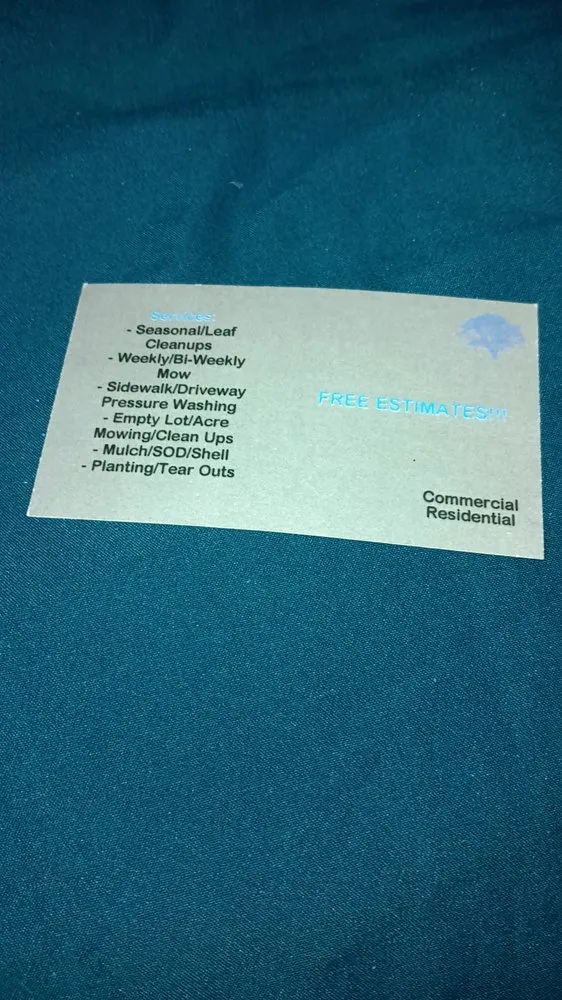 Services:
- Seasonal/Leaf
Cleanups
- Weekly/Bi-Weekly
Mow
- Sidewalk/Driveway
Pressure Washing
- Empty Lot/Acre
Mowing/Clean Ups
- Mulch/SOD/Shell
- Planting/Tear Outs
FREE ESTIMATES!!!
Commercial
Residential